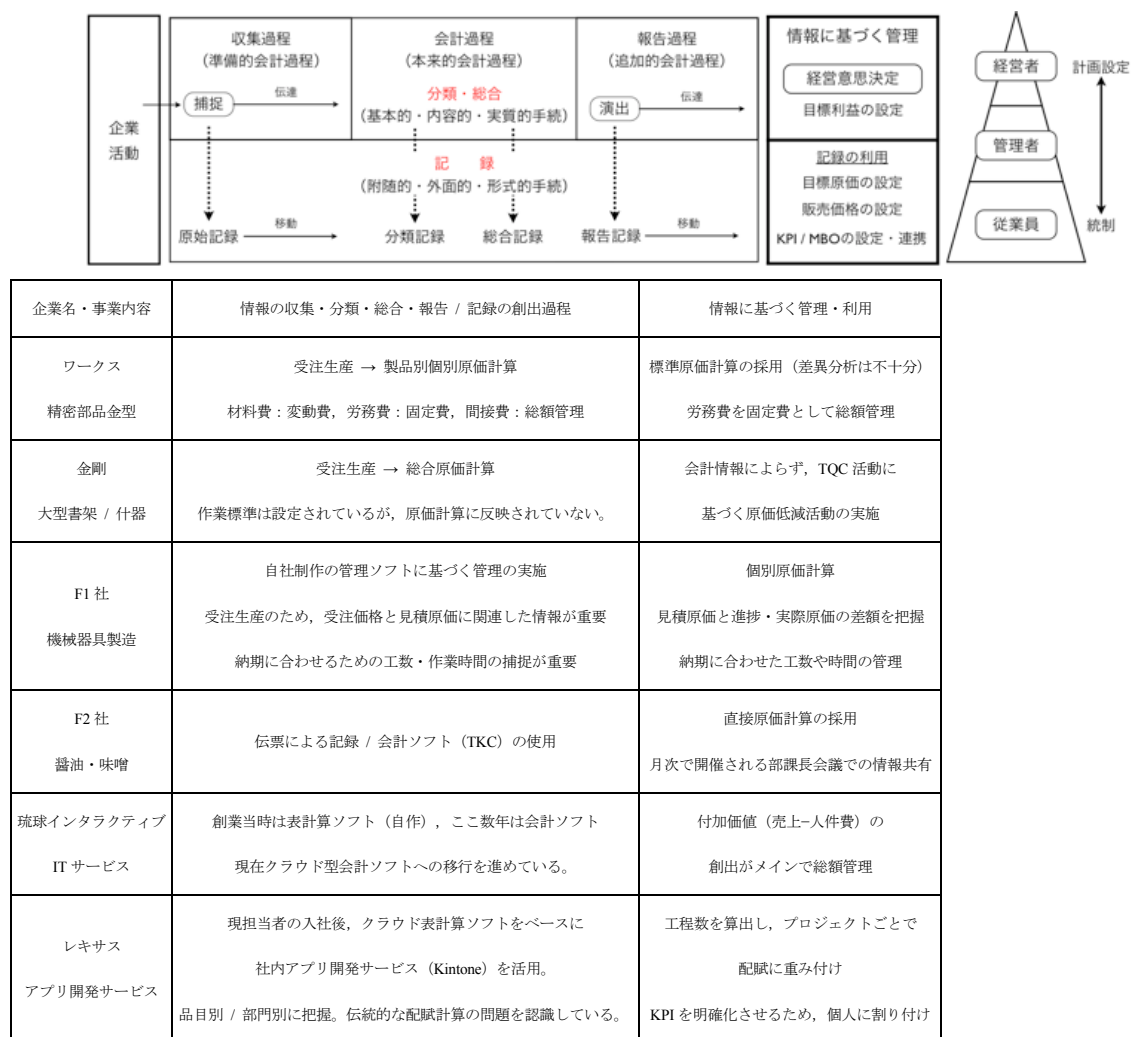 企業
活動
収集過程
(準備的会計過程)
捕捉
伝達
原始記録
移動
会計過程
(本来的会計過程)
分類・総合
(基本的・内容的・実質的手続)
記 録
(附随的・外面的・形式的手続)
分類記録
総合記録
報告過程
(追加的会計過程)
演出
伝達
報告記録
移動
情報に基づく管理
経営意思決定
目標利益の設定
記録の利用
目標原価の設定
販売価格の設定
KPI / MBOの設定・連携
経営者
管理者
従業員
計画設定
統制
企業名・事業内容
情報の収集・分類・総合・報告 / 記録の創出過程
情報に基づく管理・利用
ワークス
精密部品金型
受注生産 → 製品別個別原価計算
材料費：変動費，労務費：固定費，間接費：総額管理
標準原価計算の採用（差異分析は不十分）
労務費を固定費として総額管理
金剛
大型書架 / 什器
受注生産 → 総合原価計算
作業標準は設定されているが，原価計算に反映されていない。
会計情報によらず，TQC 活動に
基づく原価低減活動の実施
F1 社
機械器具製造
自社制作の管理ソフトに基づく管理の実施
受注生産のため，受注価格と見積原価に関連した情報が重要
納期に合わせるための工数・作業時間の捕捉が重要
個別原価計算
見積原価と進捗・実際原価の差額を把握
納期に合わせた工数や時間の管理
F2 社
醤油・味噌
伝票による記録 / 会計ソフト（TKC）の使用
直接原価計算の採用
月次で開催される部課長会議での情報共有
琉球インタラクティブ
IT サービス
創業当時は表計算ソフト（自作），ここ数年は会計ソフト
現在クラウド型会計ソフトへの移行を進めている。
付加価値（売上−人件費）の
創出がメインで総額管理
レキサス
アプリ開発サービス
現担当者の入社後，クラウド表計算ソフトをベースに
社内アプリ開発サービス（Kintone）を活用。
品目別 / 部門別に把握。伝統的な配賦計算の問題を認識している。
工程数を算出し，プロジェクトごとで
配賦に重み付け
KPI を明確化させるため，個人に割り付け